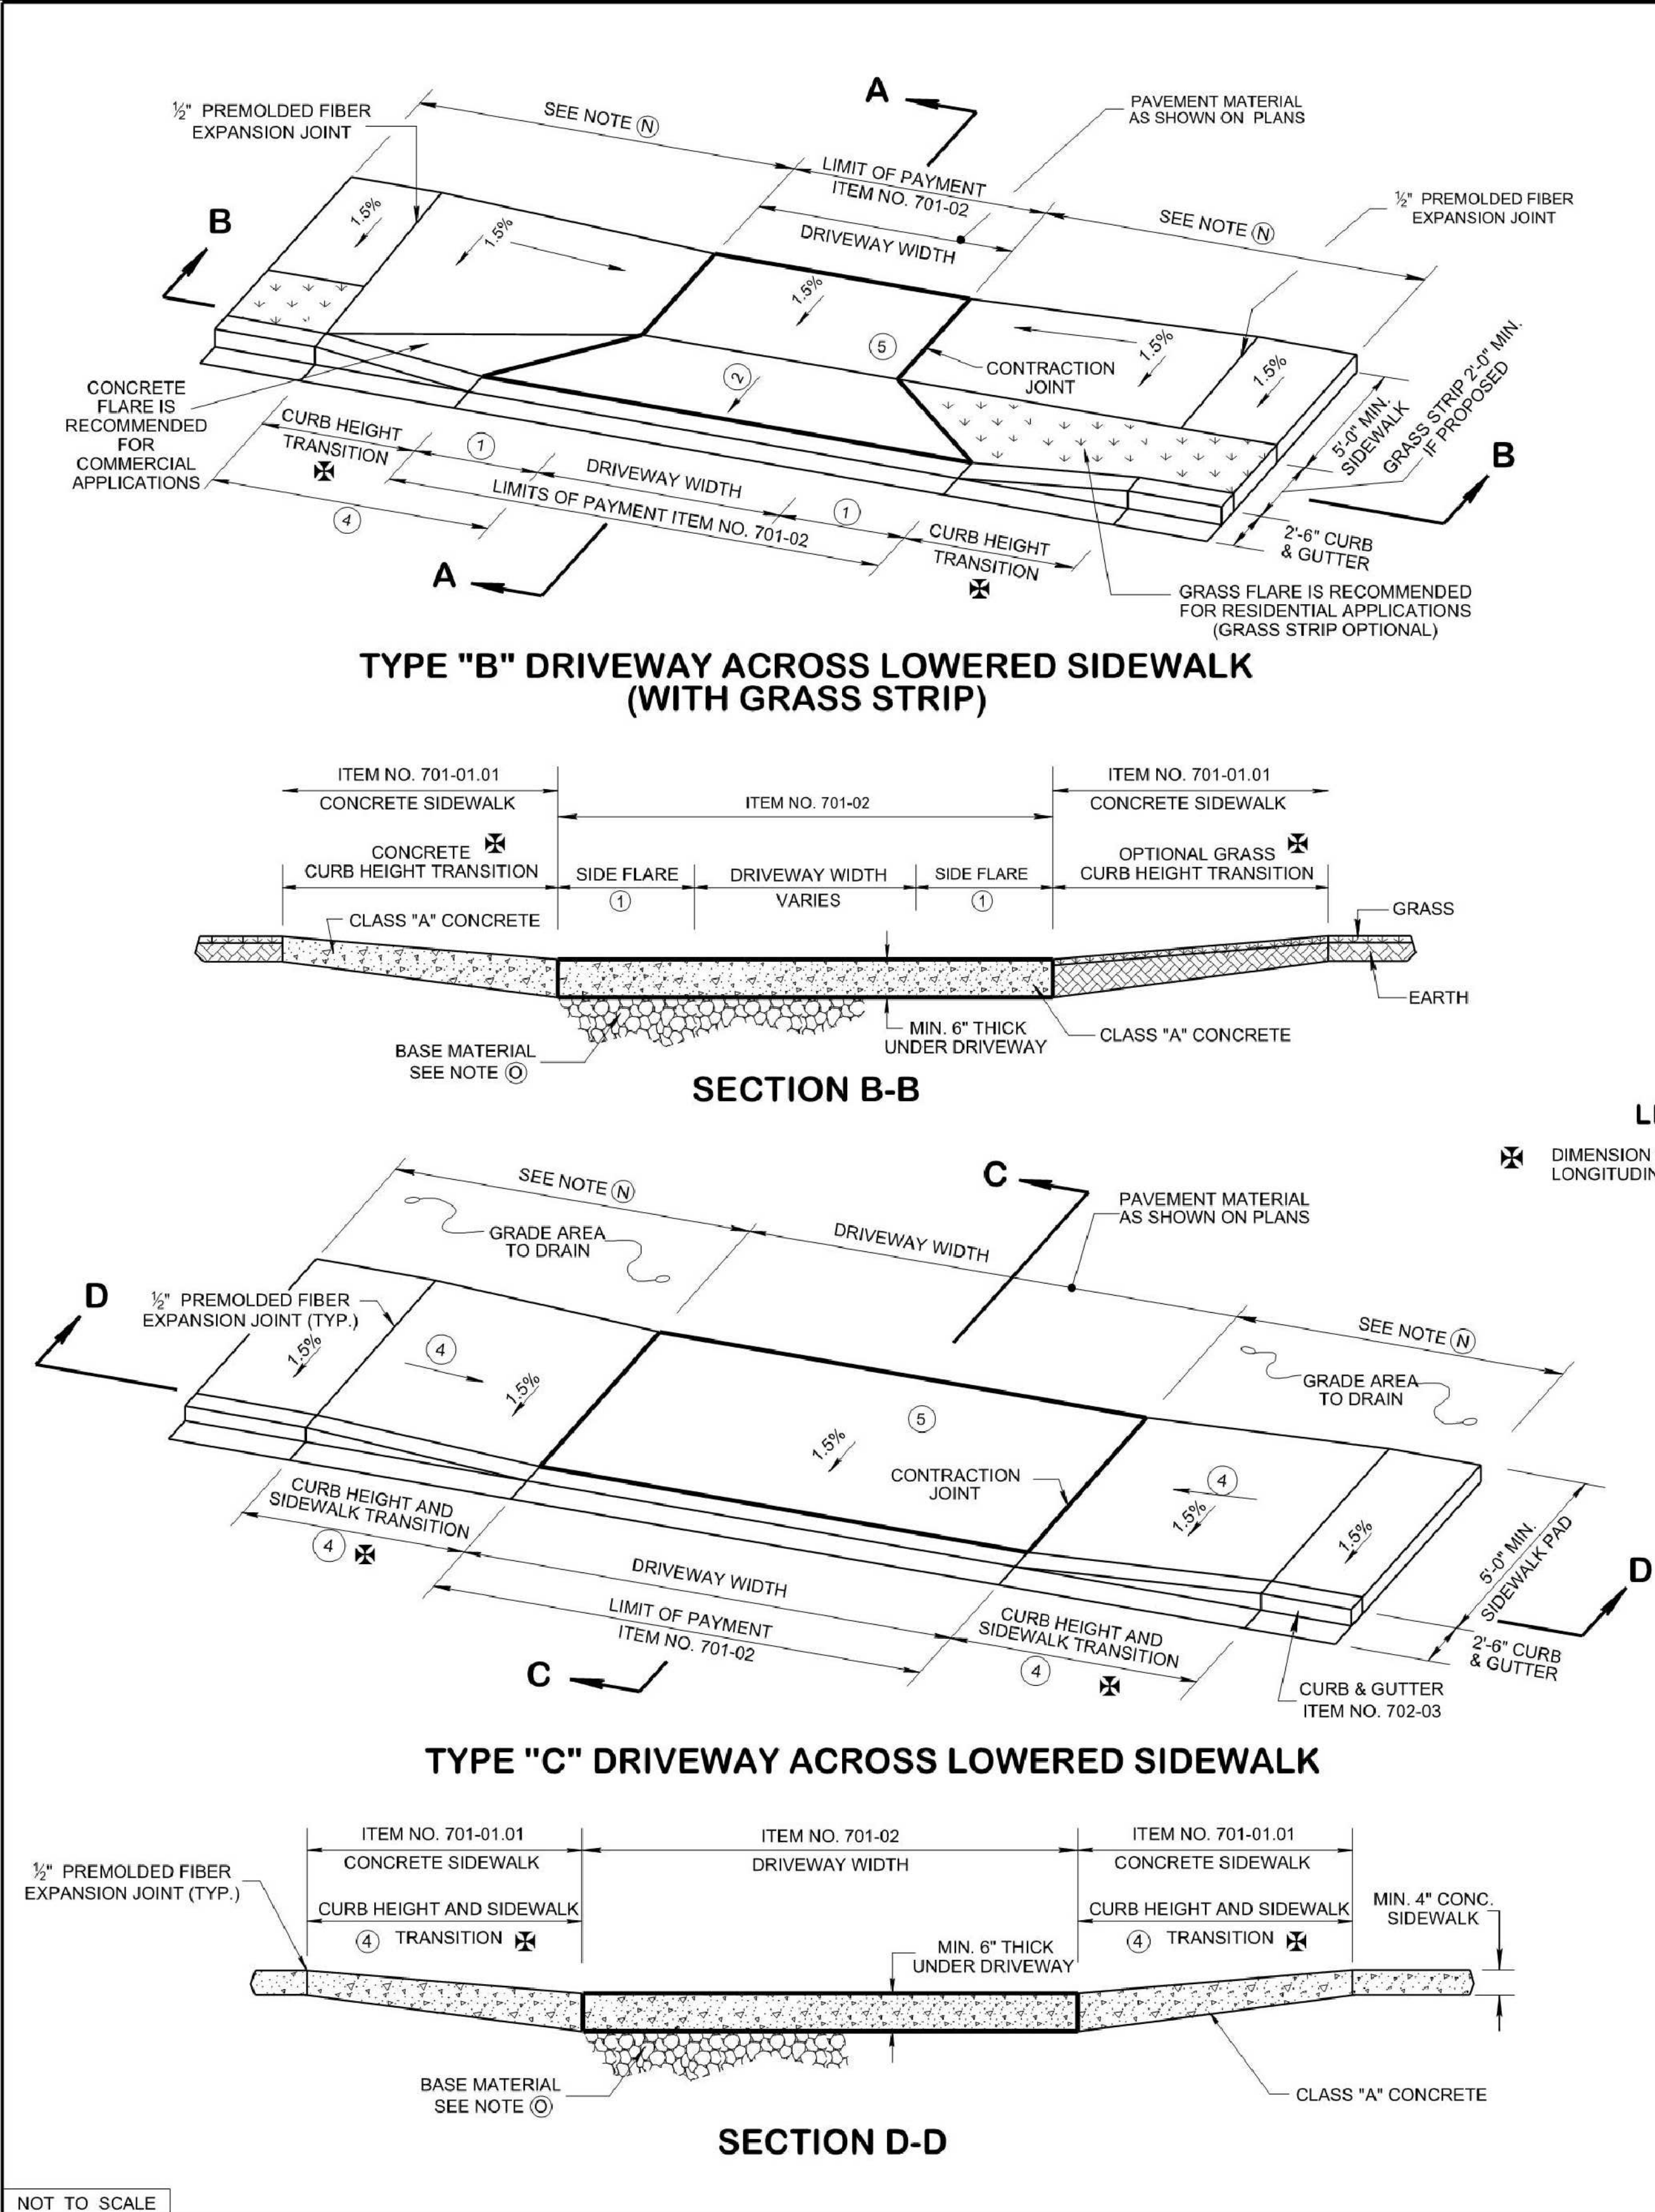 ½" PREMOLDED FIBER
EXPANSION JOINT
SEE NOTE Ⓝ
A
PAVEMENT MATERIAL
AS SHOWN ON PLANS
LIMIT OF PAYMENT
ITEM NO. 701-02
DRIVEWAY WIDTH
SEE NOTE Ⓝ
½" PREMOLDED FIBER
EXPANSION JOINT
B
1.5%
1.5%
1.5%
5
2
CONTRACTION
JOINT
1.5%
1.5%
5'-0" MIN.
SIDEWALK
GRASS STRIP 2'-0" MIN.
IF PROPOSED
B
2'-6" CURB
& GUTTER
CONCRETE
FLARE IS
RECOMMENDED
FOR
COMMERCIAL
APPLICATIONS
CURB HEIGHT
TRANSITION ✠
1
DRIVEWAY WIDTH
LIMITS OF PAYMENT ITEM NO. 701-02
4
1
CURB HEIGHT
TRANSITION
✠
A
GRASS FLARE IS RECOMMENDED
FOR RESIDENTIAL APPLICATIONS
(GRASS STRIP OPTIONAL)
TYPE "B" DRIVEWAY ACROSS LOWERED SIDEWALK
(WITH GRASS STRIP)
ITEM NO. 701-01.01
CONCRETE SIDEWALK
ITEM NO. 701-02
ITEM NO. 701-01.01
CONCRETE SIDEWALK
CONCRETE ✠
CURB HEIGHT TRANSITION
SIDE FLARE
1
DRIVEWAY WIDTH
VARIES
SIDE FLARE
1
OPTIONAL GRASS ✠
CURB HEIGHT TRANSITION
CLASS "A" CONCRETE
GRASS
EARTH
BASE MATERIAL
SEE NOTE Ⓞ
MIN. 6" THICK
UNDER DRIVEWAY
CLASS "A" CONCRETE
SECTION B-B
✠ DIMENSION
SEE NOTE Ⓝ
GRADE AREA
TO DRAIN
C
PAVEMENT MATERIAL
AS SHOWN ON PLANS
DRIVEWAY WIDTH
SEE NOTE Ⓝ
GRADE AREA
TO DRAIN
D
½" PREMOLDED FIBER
EXPANSION JOINT (TYP.)
1.5%
4
1.5%
5
1.5%
CONTRACTION
JOINT
4
1.5%
1.5%
5'-0" MIN.
SIDEWALK PAD
D
2'-6" CURB
& GUTTER
CURB HEIGHT AND
SIDEWALK TRANSITION
4 ✠
DRIVEWAY WIDTH
LIMIT OF PAYMENT
ITEM NO. 701-02
CURB HEIGHT AND
SIDEWALK TRANSITION
4 ✠
C
CURB & GUTTER
ITEM NO. 702-03
TYPE "C" DRIVEWAY ACROSS LOWERED SIDEWALK
ITEM NO. 701-01.01
CONCRETE SIDEWALK
ITEM NO. 701-02
DRIVEWAY WIDTH
ITEM NO. 701-01.01
CONCRETE SIDEWALK
½" PREMOLDED FIBER
EXPANSION JOINT (TYP.)
CURB HEIGHT AND SIDEWALK
4 TRANSITION ✠
CURB HEIGHT AND SIDEWALK
4 TRANSITION ✠
MIN. 4" CONC.
SIDEWALK
MIN. 6" THICK
UNDER DRIVEWAY
BASE MATERIAL
SEE NOTE Ⓞ
CLASS "A" CONCRETE
SECTION D-D
NOT TO SCALE